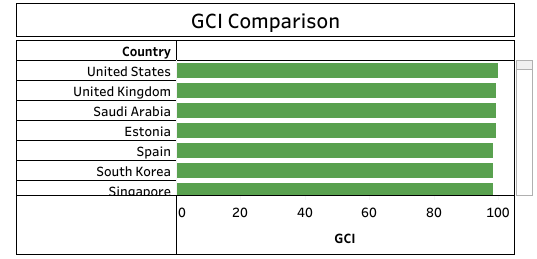 GCI Comparison
Country
United States
United Kingdom
Saudi Arabia
Estonia
Spain
South Korea
Singapore
0 20 40 60 80 100
GCI